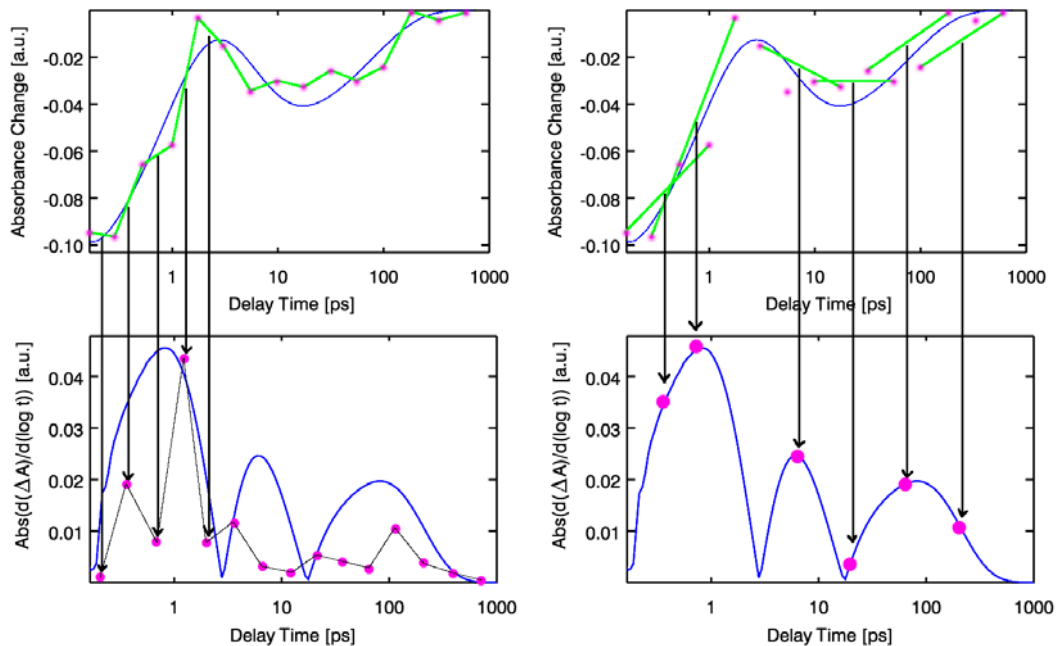 Absorbance Change [a.u.]
-0.02
-0.04
-0.06
-0.08
-0.10
1 10 100 1000
Delay Time [ps]
Absorbance Change [a.u.]
-0.02
-0.04
-0.06
-0.08
-0.10
1 10 100 1000
Delay Time [ps]
Abs(d(ΔA)/d(log t)) [a.u.]
0.04
0.03
0.02
0.01
1 10 100 1000
Delay Time [ps]
Abs(d(ΔA)/d(log t)) [a.u.]
0.04
0.03
0.02
0.01
1 10 100 1000
Delay Time [ps]